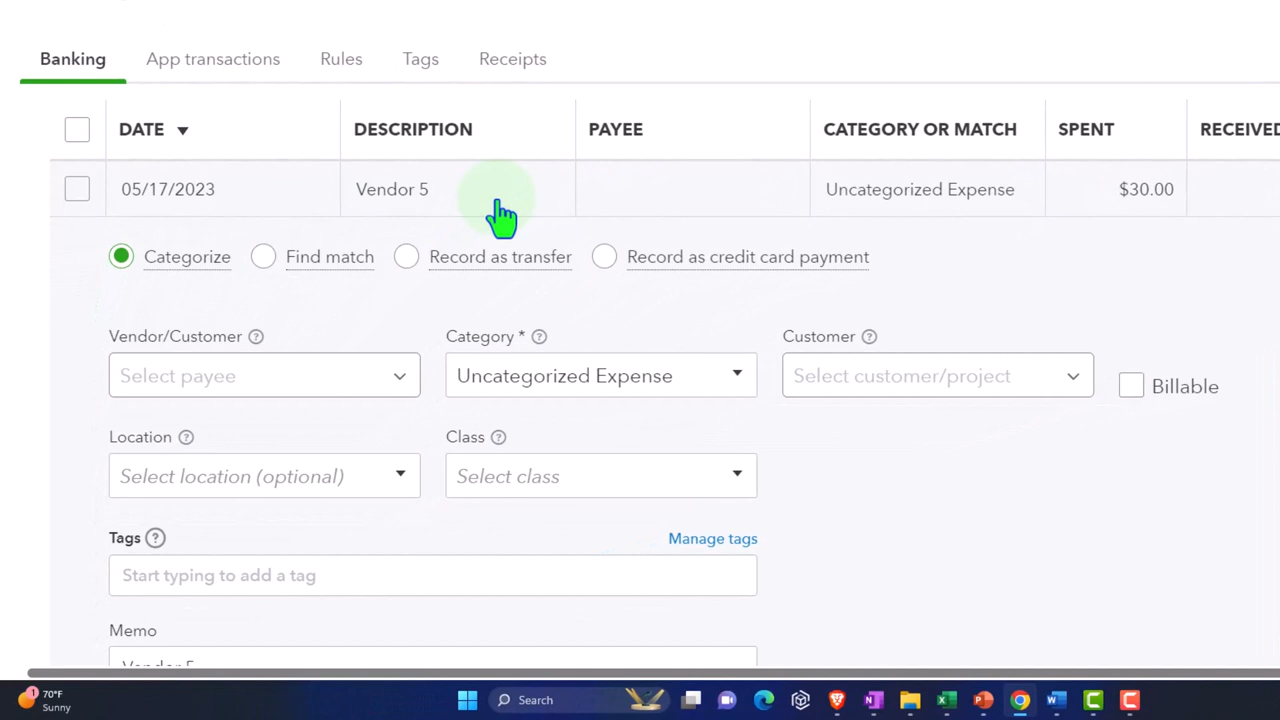 Banking App transactions Rules Tags Receipts
DATE DESCRIPTION PAYEE CATEGORY OR MATCH SPENT RECEIVED
05/17/2023 Vendor 5 Uncategorized Expense $30.00
Categorize Find match Record as transfer Record as credit card payment
Vendor/Customer ? Category * ? Customer ?
Select payee Uncategorized Expense Select customer/project Billable
Location ? Class ?
Select location (optional) Select class
Tags ? Manage tags
Start typing to add a tag
Memo
Vendor 5
1 70°F
Sunny
Search